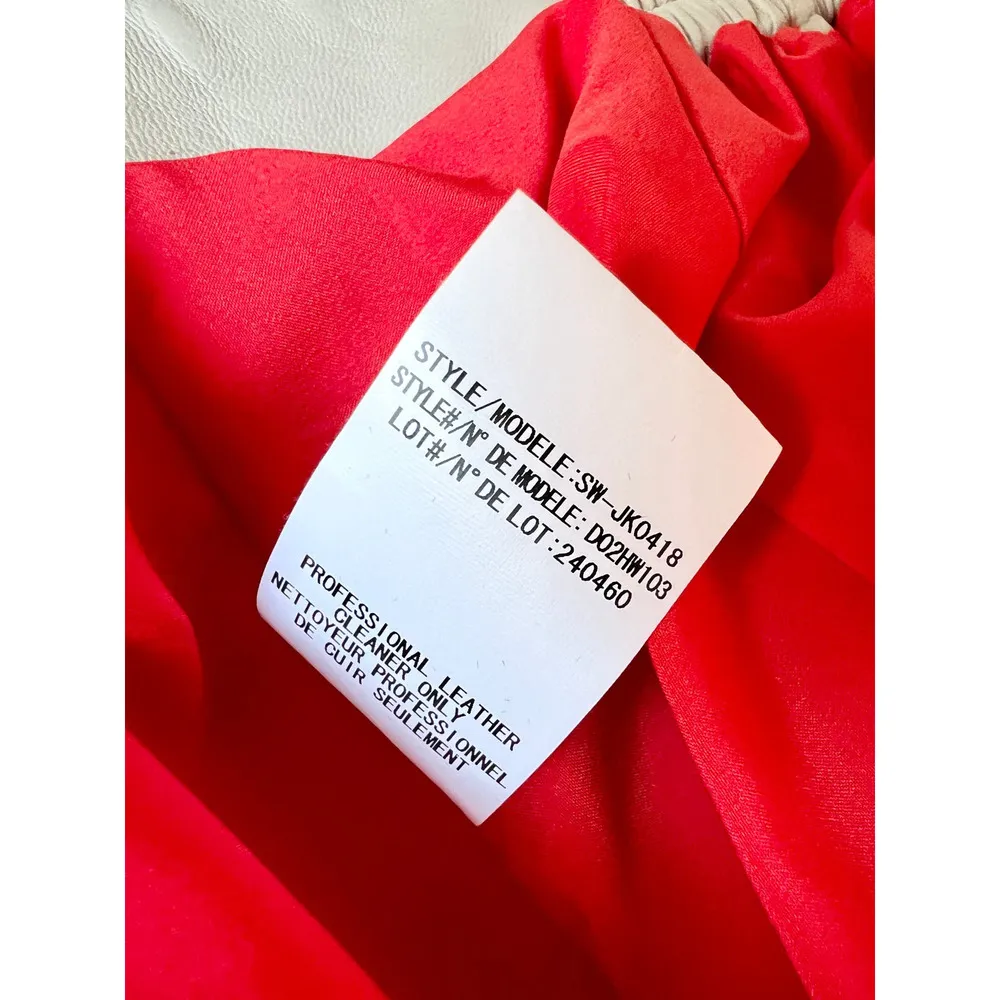 STYLE/MODELE:SW-JK0418
STYLE#/N° DE MODELE: D02HW103
LOT#/N° DE LOT:240460
PROFESSIONAL LEATHER
CLEANER ONLY
NETTOYEUR PROFESSIONNEL
DE CUIR SEULEMENT